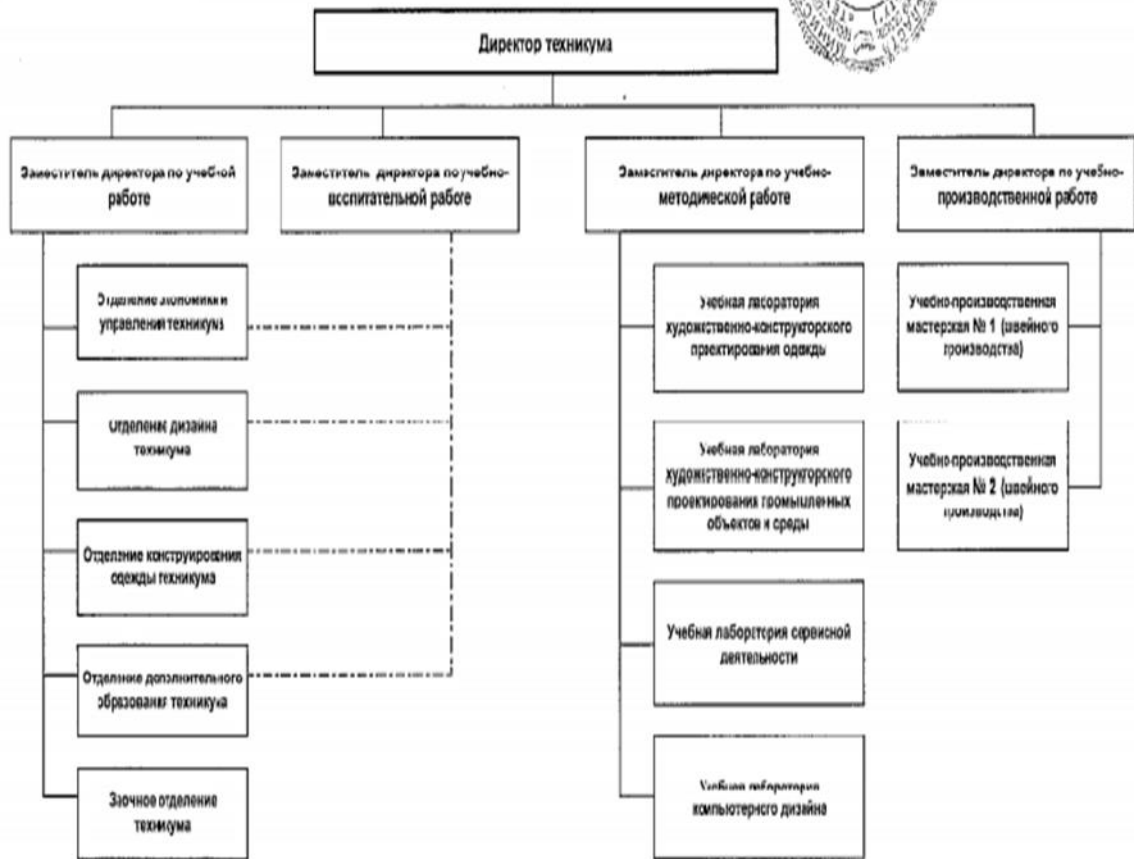 Директор техникума
Заместитель директора по учебной
работе
Заместитель директора по учебно-
воспитательной работе
Заместитель директора по учебно-
методической работе
Заместитель директора по учебно-
производственной работе
Отделение экономики и
управления техникума
Отделение дизайна
техникума
Отделение конструирования
одежды техникума
Отделение дополнительного
образования техникума
Заочное отделение
техникума
Учебная лаборатория
художественно-конструкторского
проектирования одежды
Учебная лаборатория
художественно-конструкторского
проектирования промышленных
объектов и среды
Учебная лаборатория сервисной
деятельности
Учебная лаборатория
компьютерного дизайна
Учебно-производственная
мастерская № 1 (швейного
производства)
Учебно-производственная
мастерская № 2 (швейного
производства)